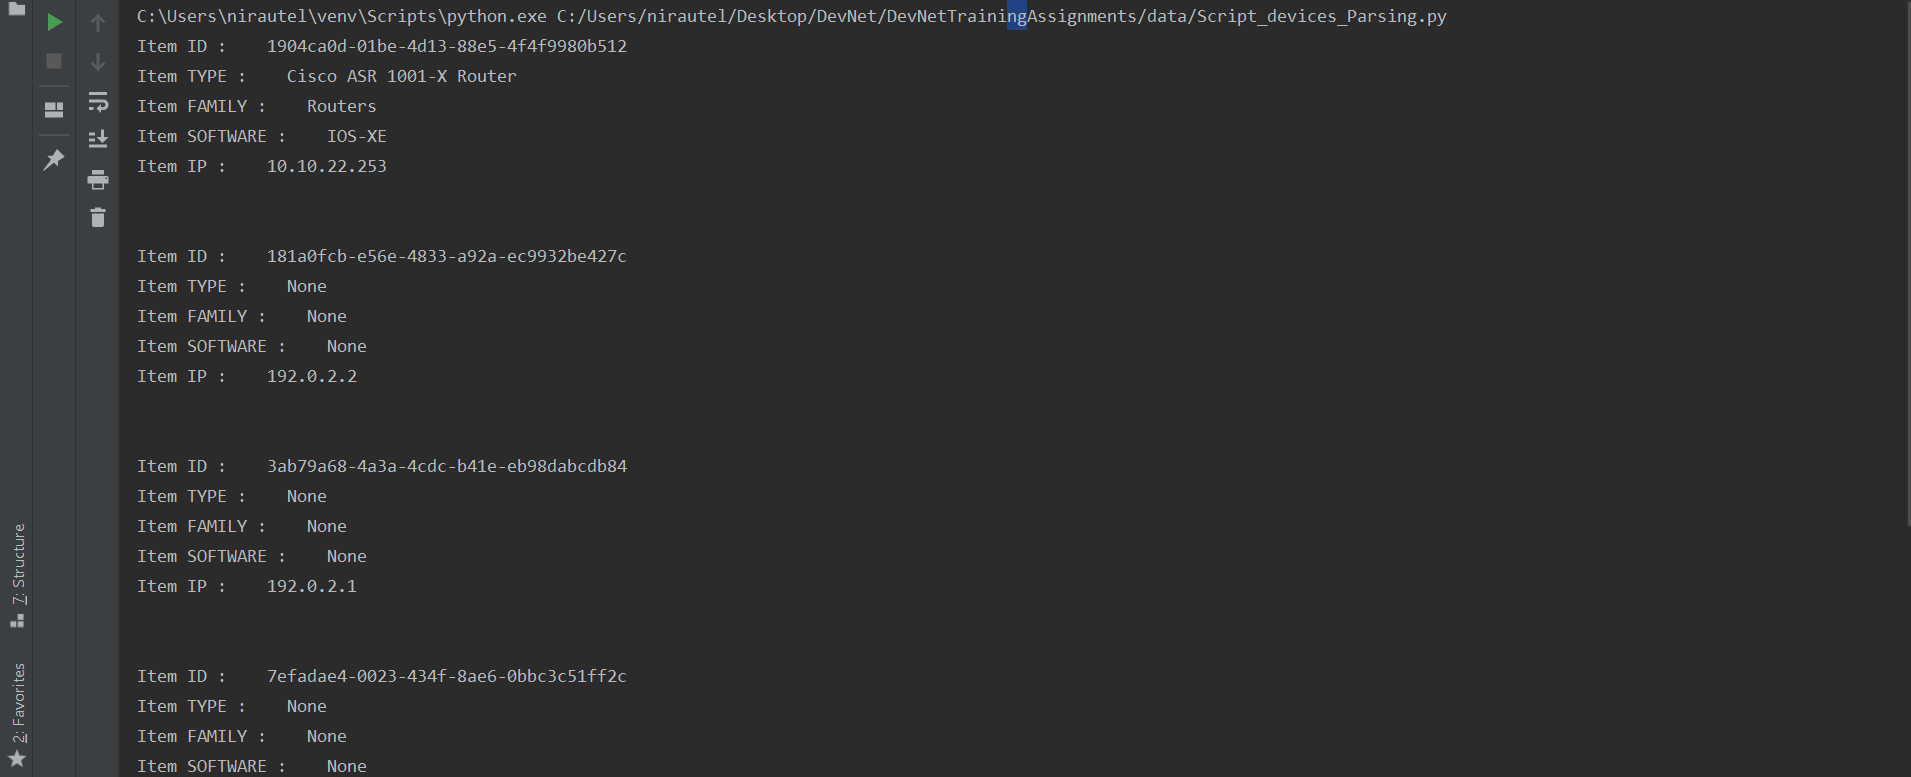 C:\Users\nirautel\venv\Scripts\python.exe C:/Users/nirautel/Desktop/DevNet/DevNetTrainingAssignments/data/Script_devices_Parsing.py
Item ID :    1904ca0d-01be-4d13-88e5-4f4f9980b512
Item TYPE :    Cisco ASR 1001-X Router
Item FAMILY :    Routers
Item SOFTWARE :    IOS-XE
Item IP :    10.10.22.253
Item ID :    181a0fcb-e56e-4833-a92a-ec9932be427c
Item TYPE :    None
Item FAMILY :    None
Item SOFTWARE :    None
Item IP :    192.0.2.2
Item ID :    3ab79a68-4a3a-4cdc-b41e-eb98dabcdb84
Item TYPE :    None
Item FAMILY :    None
Item SOFTWARE :    None
Item IP :    192.0.2.1
Item ID :    7efadae4-0023-434f-8ae6-0bbc3c51ff2c
Item TYPE :    None
Item FAMILY :    None
Item SOFTWARE :    None
7: Structure
2: Favorites